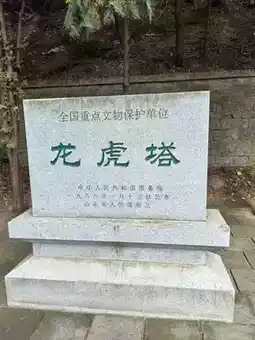 全国重点文物保护单位
龙虎塔
中华人民共和国国务院
一九八八年一月十三日公布
山东省人民政府立